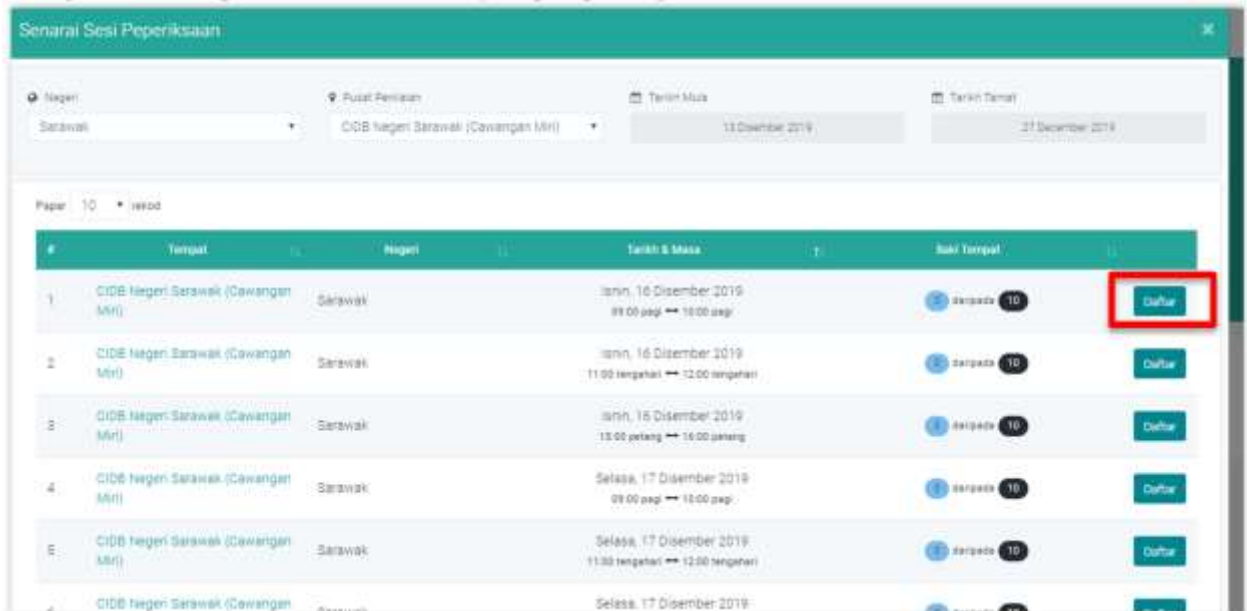 Senarai Sesi Peperiksaan ×
Negeri Pusat Penilaian Tarikh Mula Tarikh Tamat
Sarawak CIDB Negeri Sarawak (Cawangan Miri) 13 Disember 2019 27 December 2019
Papar 10 rekod
# Tempat Negeri Tarikh & Masa Baki Tempat
1 CIDB Negeri Sarawak (Cawangan Miri) Sarawak Isnin, 16 Disember 2019 daripada 10 Daftar
09:00 pagi ↔ 10:00 pagi
2 CIDB Negeri Sarawak (Cawangan Miri) Sarawak Isnin, 16 Disember 2019 daripada 10 Daftar
11:00 tengahari ↔ 12:00 tengahari
3 CIDB Negeri Sarawak (Cawangan Miri) Sarawak Isnin, 16 Disember 2019 daripada 10 Daftar
15:00 petang ↔ 16:00 petang
4 CIDB Negeri Sarawak (Cawangan Miri) Sarawak Selasa, 17 Disember 2019 daripada 10 Daftar
09:00 pagi ↔ 10:00 pagi
5 CIDB Negeri Sarawak (Cawangan Miri) Sarawak Selasa, 17 Disember 2019 daripada 10 Daftar
11:00 tengahari ↔ 12:00 tengahari
CIDB Negeri Sarawak (Cawangan Selasa, 17 Disember 2019